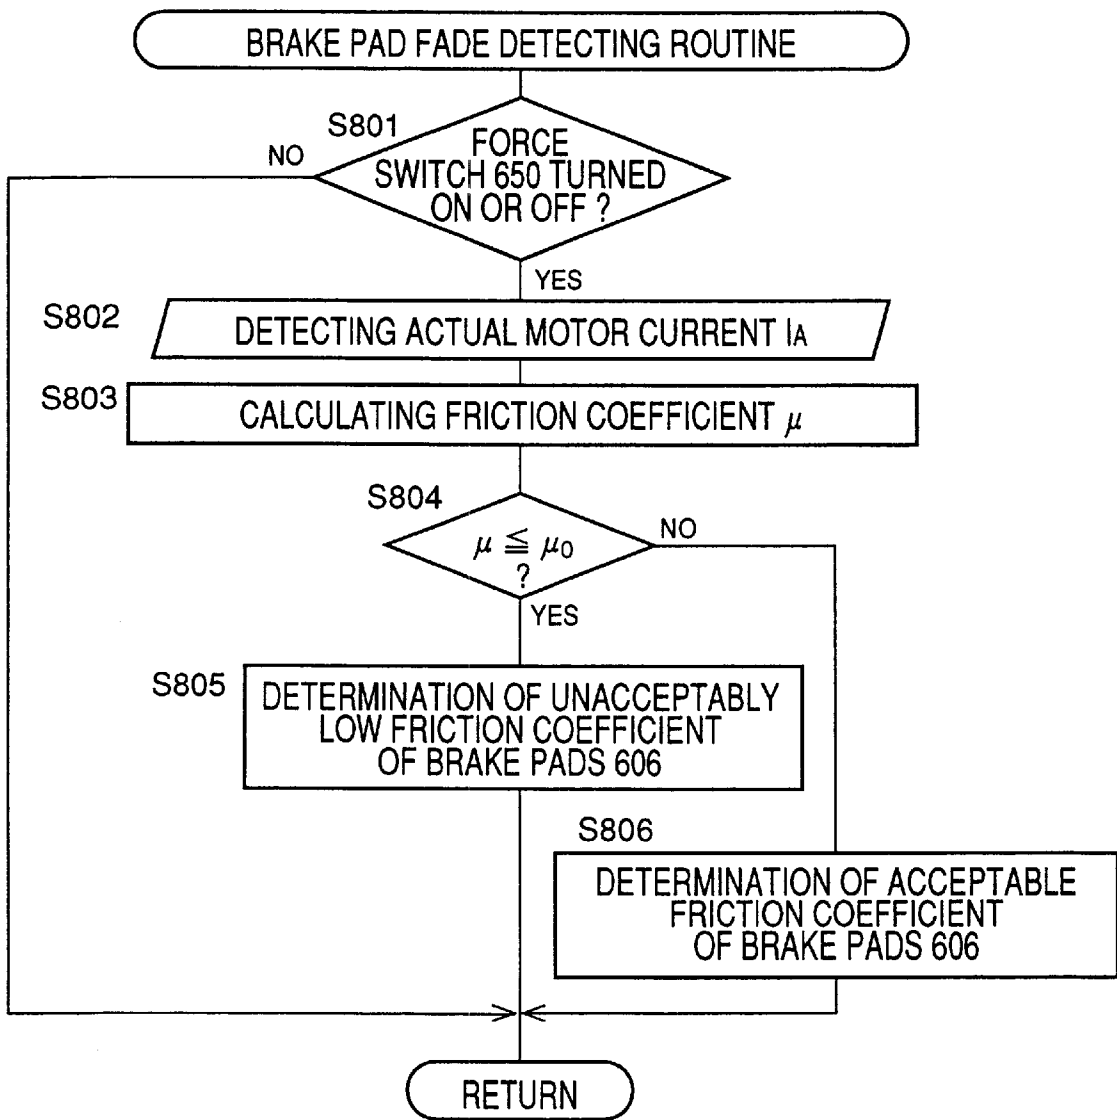 BRAKE PAD FADE DETECTING ROUTINE
S801
FORCE
SWITCH 650 TURNED
ON OR OFF ?
NO
YES
S802
DETECTING ACTUAL MOTOR CURRENT IA
S803
CALCULATING FRICTION COEFFICIENT μ
S804
μ ≦ μ0
?
NO
YES
S805
DETERMINATION OF UNACCEPTABLY
LOW FRICTION COEFFICIENT
OF BRAKE PADS 606
S806
DETERMINATION OF ACCEPTABLE
FRICTION COEFFICIENT
OF BRAKE PADS 606
RETURN